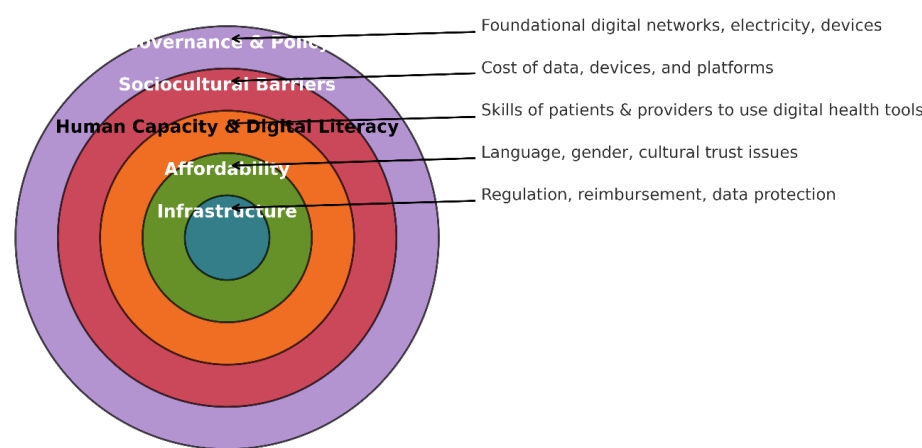 Governance & Policy
Foundational digital networks, electricity, devices
Sociocultural Barriers
Cost of data, devices, and platforms
Human Capacity & Digital Literacy
Skills of patients & providers to use digital health tools
Affordability
Language, gender, cultural trust issues
Infrastructure
Regulation, reimbursement, data protection